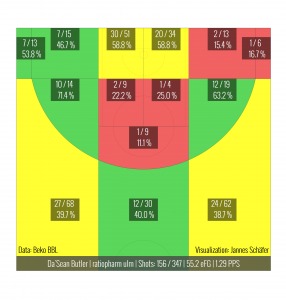 7 / 13
53.8 %
7 / 15
46.7 %
30 / 51
58.8 %
20 / 34
58.8 %
2 / 13
15.4 %
1 / 6
16.7 %
10 / 14
71.4 %
2 / 9
22.2 %
1 / 4
25.0 %
12 / 19
63.2 %
1 / 9
11.1 %
27 / 68
39.7 %
12 / 30
40.0 %
24 / 62
38.7 %
Data: Beko BBL
Visualization: Jannes Schäfer
Da'Sean Butler | ratiopharm ulm | Shots: 156 / 347 | 55.2 eFG | 1.29 PPS